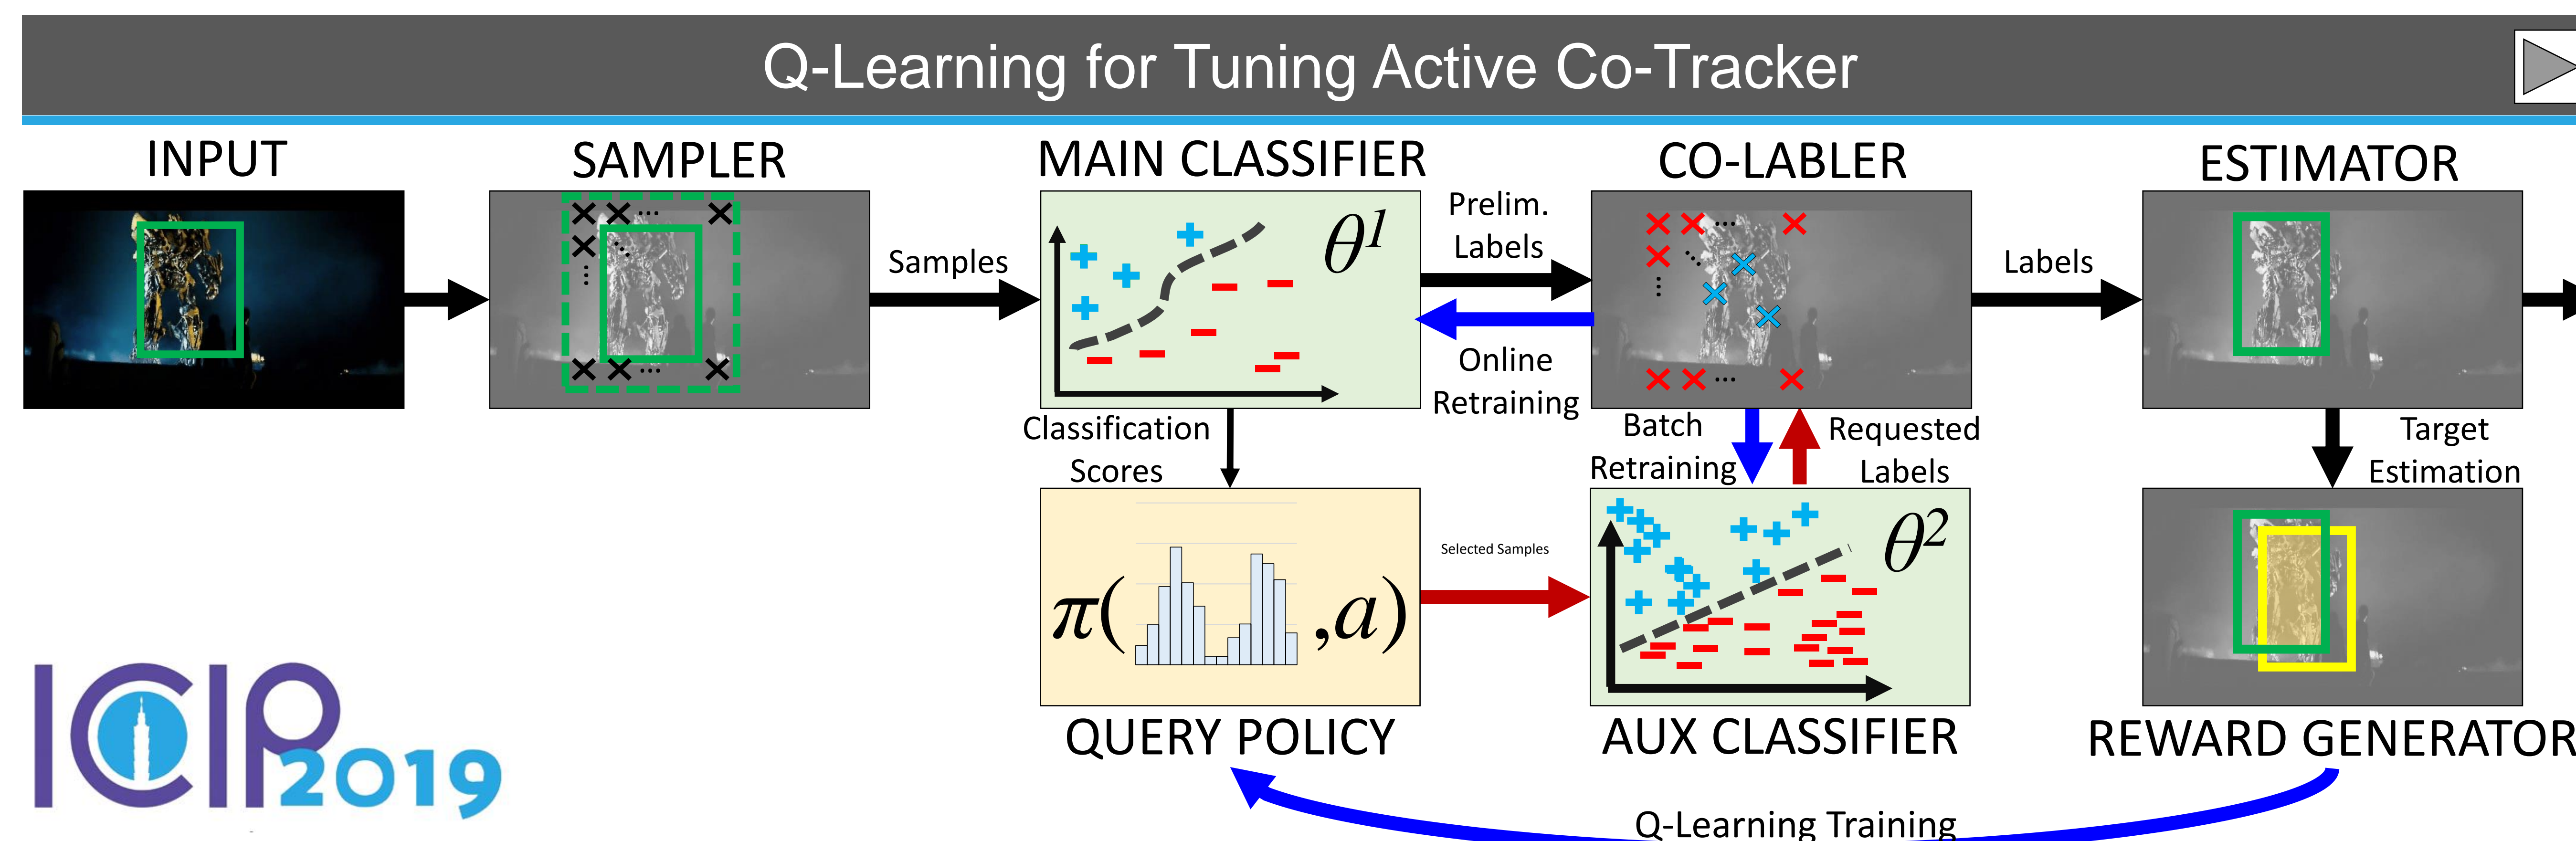 Q-Learning for Tuning Active Co-Tracker
INPUT
SAMPLER
MAIN CLASSIFIER
CO-LABLER
ESTIMATOR
Samples
θ1
Prelim.
Labels
Online
Retraining
Labels
Classification
Scores
Batch
Retraining
Requested
Labels
Target
Estimation
π( ,a)
Selected Samples
θ2
QUERY POLICY
AUX CLASSIFIER
REWARD GENERATOR
Q-Learning Training
ICIP 2019